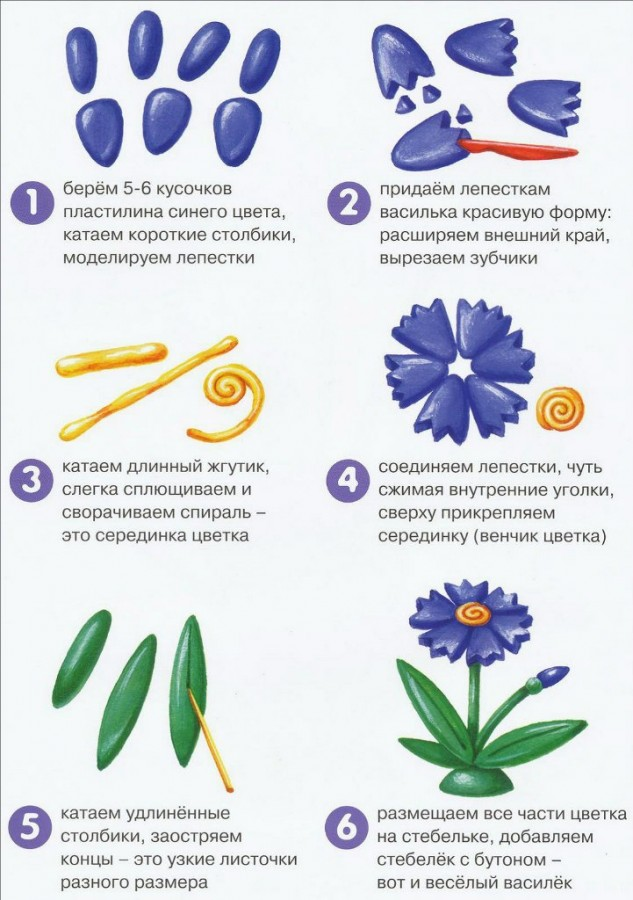 1
берём 5-6 кусочков
пластилина синего цвета,
катаем короткие столбики,
моделируем лепестки
2
придаём лепесткам
василька красивую форму:
расширяем внешний край,
вырезаем зубчики
3
катаем длинный жгутик,
слегка сплющиваем и
сворачиваем спираль –
это серединка цветка
4
соединяем лепестки, чуть
сжимая внутренние уголки,
сверху прикрепляем
серединку (венчик цветка)
5
катаем удлинённые
столбики, заостряем
концы – это узкие листочки
разного размера
6
размещаем все части цветка
на стебельке, добавляем
стебелёк с бутоном –
вот и весёлый василёк